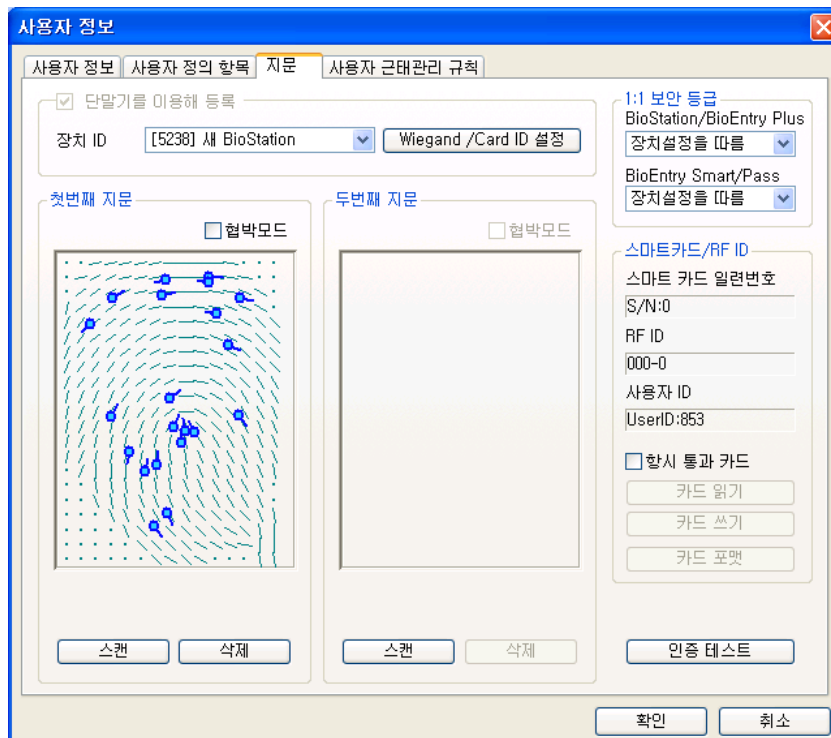 사용자 정보
사용자 정보 사용자 정의 항목 지문 사용자 근태관리 규칙
단말기를 이용해 등록
장치 ID [5238] 새 BioStation Wiegand /Card ID 설정
1:1 보안 등급
BioStation/BioEntry Plus
장치설정을 따름
BioEntry Smart/Pass
장치설정을 따름
첫번째 지문
협박모드
스캔 삭제
두번째 지문
협박모드
스캔 삭제
스마트카드/RF ID
스마트 카드 일련번호
S/N:0
RF ID
000-0
사용자 ID
UserID:853
항시 통과 카드
카드 읽기
카드 쓰기
카드 포맷
인증 테스트
확인 취소